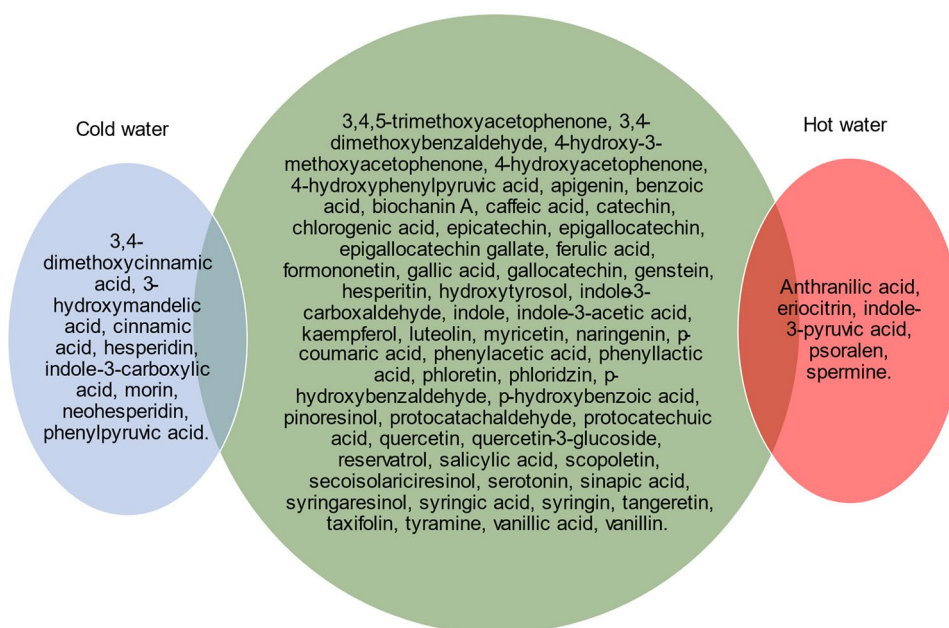 Cold water
3,4-
dimethoxycinnamic
acid, 3-
hydroxymandelic
acid, cinnamic
acid, hesperidin,
indole-3-carboxylic
acid, morin,
neohesperidin,
phenylpyruvic acid.
3,4,5-trimethoxyacetophenone, 3,4-
dimethoxybenzaldehyde, 4-hydroxy-3-
methoxyacetophenone, 4-hydroxyacetophenone,
4-hydroxyphenylpyruvic acid, apigenin, benzoic
acid, biochanin A, caffeic acid, catechin,
chlorogenic acid, epicatechin, epigallocatechin,
epigallocatechin gallate, ferulic acid,
formononetin, gallic acid, gallocatechin, genstein,
hesperitin, hydroxytyrosol, indole-3-
carboxaldehyde, indole, indole-3-acetic acid,
kaempferol, luteolin, myricetin, naringenin, p-
coumaric acid, phenylacetic acid, phenyllactic
acid, phloretin, phloridzin, p-
hydroxybenzaldehyde, p-hydroxybenzoic acid,
pinoresinol, protocatachaldehyde, protocatechuic
acid, quercetin, quercetin-3-glucoside,
reservatrol, salicylic acid, scopoletin,
secoisolariciresinol, serotonin, sinapic acid,
syringaresinol, syringic acid, syringin, tangeretin,
taxifolin, tyramine, vanillic acid, vanillin.
Hot water
Anthranilic acid,
eriocitrin, indole-
3-pyruvic acid,
psoralen,
spermine.